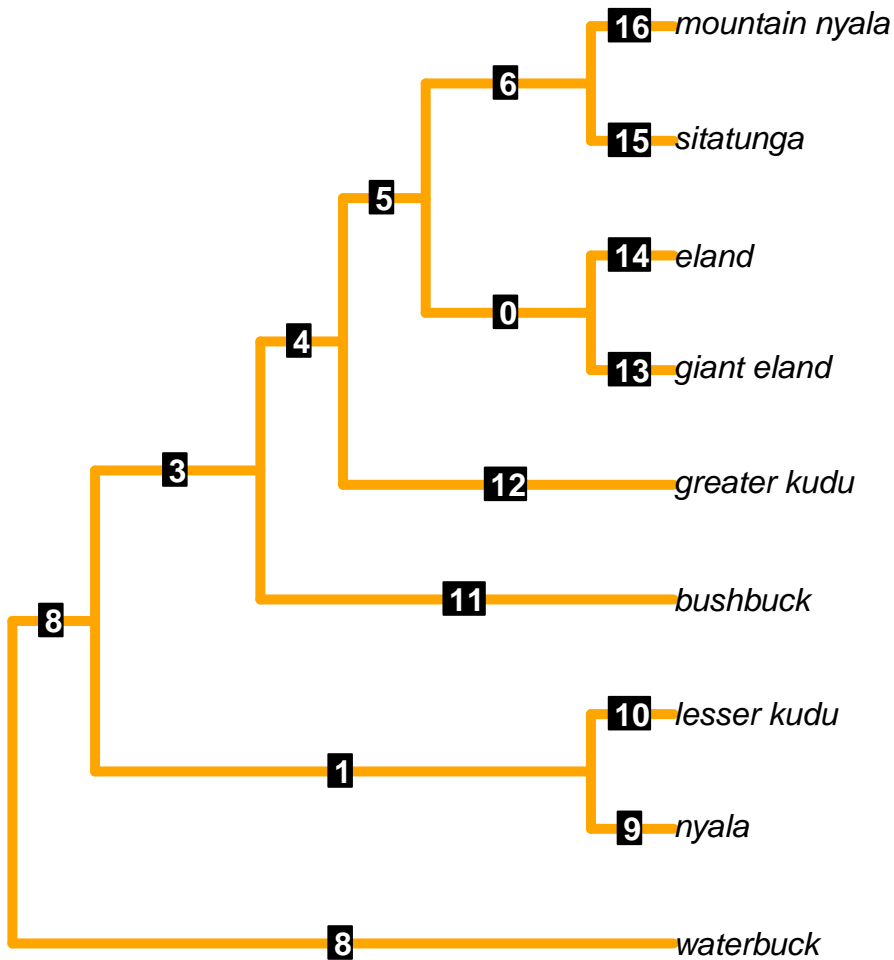 16 mountain nyala
6
15 sitatunga
5
14 eland
0
4
13 giant eland
3
12 greater kudu
11 bushbuck
8
10 lesser kudu
1
9 nyala
8 waterbuck